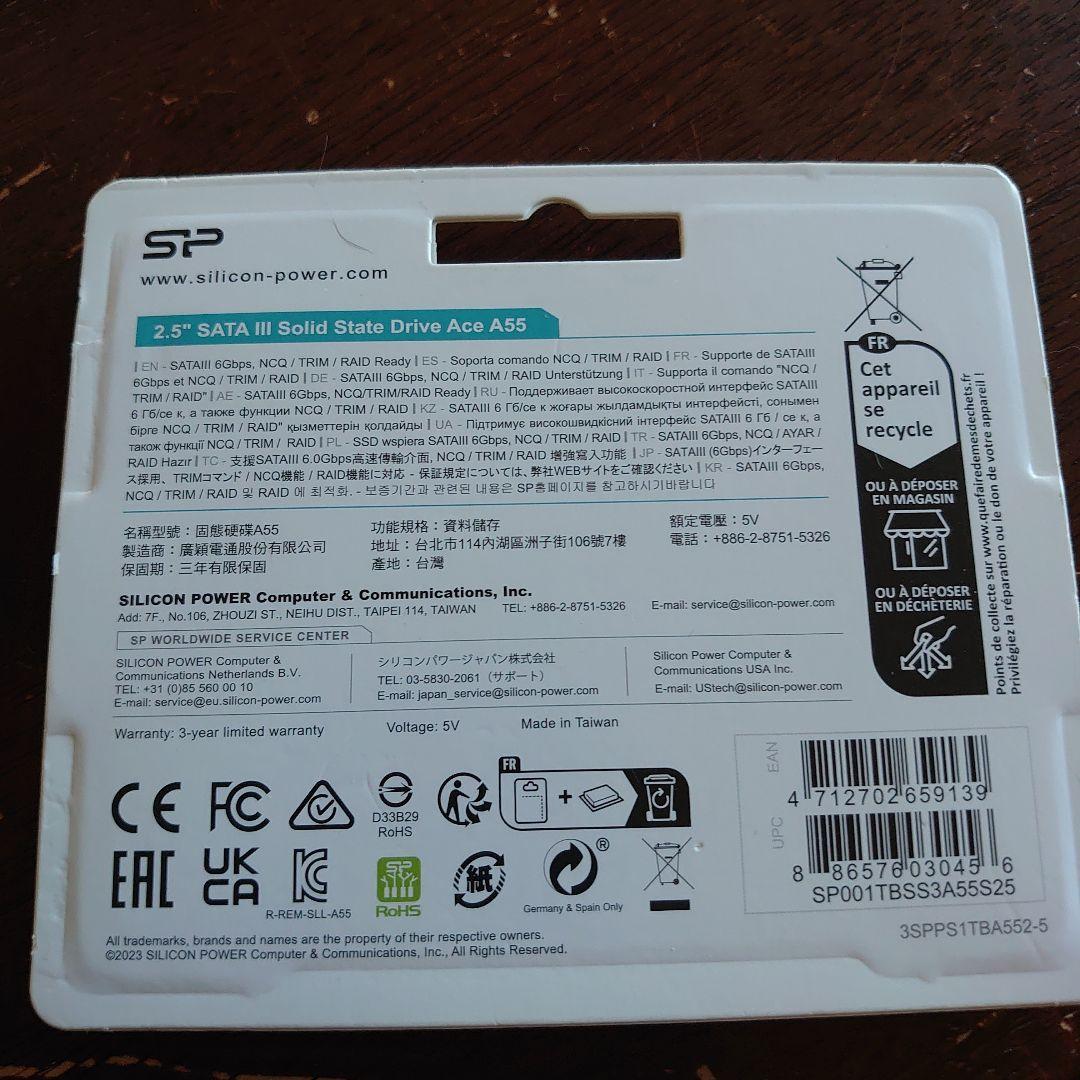 SP
www.silicon-power.com
2.5" SATA III Solid State Drive Ace A55
| EN - SATAIII 6Gbps, NCQ / TRIM / RAID Ready | ES - Soporta comando NCQ / TRIM / RAID | FR - Supporte de SATAIII
6Gbps et NCQ / TRIM / RAID | DE - SATAIII 6Gbps, NCQ / TRIM / RAID Unterstützung | IT - Supporta il comando "NCQ /
TRIM / RAID" | AE - SATAIII 6Gbps, NCQ/TRIM/RAID Ready | RU - Поддерживает высокоскоростной интерфейс SATAIII
6 Гб/се к, а также функции NCQ / TRIM / RAID | KZ - SATAIII 6 Гб/се к жоғары жылдамдықты интерфейсті, сонымен
бірге NCQ / TRIM / RAID" қызметтерін қолдайды | UA - Підтримує високошвидкісний інтерфейс SATAIII 6 Гб / се к, а
також функції NCQ / TRIM / RAID | PL - SSD wspiera SATAIII 6Gbps, NCQ / TRIM / RAID | TR - SATAIII 6Gbps, NCQ / AYAR /
RAID Hazır | TC - 支援SATAIII 6.0Gbps高速傳輸介面, NCQ / TRIM / RAID 增強寫入功能 | JP - SATAIII (6Gbps)インターフェー
ス採用、TRIMコマンド / NCQ機能 / RAID機能に対応 - 保証規定については、弊社WEBサイトをご確認ください | KR - SATAIII 6Gbps,
NCQ / TRIM / RAID 및 RAID 에 최적화. - 보증기간과 관련된 내용은 SP홈페이지를 참고하시기바랍니다
名稱型號：固態硬碟A55
製造商：廣穎電通股份有限公司
保固期：三年有限保固
功能規格：資料儲存
地址：台北市114內湖區洲子街106號7樓
產地：台灣
額定電壓：5V
電話：+886-2-8751-5326
SILICON POWER Computer & Communications, Inc.
Add: 7F., No.106, ZHOUZI ST., NEIHU DIST., TAIPEI 114, TAIWAN TEL: +886-2-8751-5326 E-mail: service@silicon-power.com
SP WORLDWIDE SERVICE CENTER
SILICON POWER Computer &
Communications Netherlands B.V.
TEL: +31 (0)85 560 00 10
E-mail: service@eu.silicon-power.com
シリコンパワージャパン株式会社
TEL: 03-5830-2061（サポート）
E-mail: japan_service@silicon-power.com
Silicon Power Computer &
Communications USA Inc.
E-mail: UStech@silicon-power.com
Warranty: 3-year limited warranty Voltage: 5V Made in Taiwan
FR
Cet
appareil
se
recycle
OU À DÉPOSER
EN MAGASIN
OU À DÉPOSER
EN DÉCHÈTERIE
Points de collecte sur www.quefairedemesdechets.fr
Privilégiez la réparation ou le don de votre appareil !
CE
FC
D33B29
RoHS
FR
+
EAC
UK
CA
R-REM-SLL-A55
SP
RoHS
紙
®
Germany & Spain Only
EAN
4 712702 659139
UPC
8 86576 03045 6
SP001TBSS3A55S25
3SPPS1TBA552-5
All trademarks, brands and names are the property of their respective owners.
©2023 SILICON POWER Computer & Communications, Inc., All Rights Reserved.